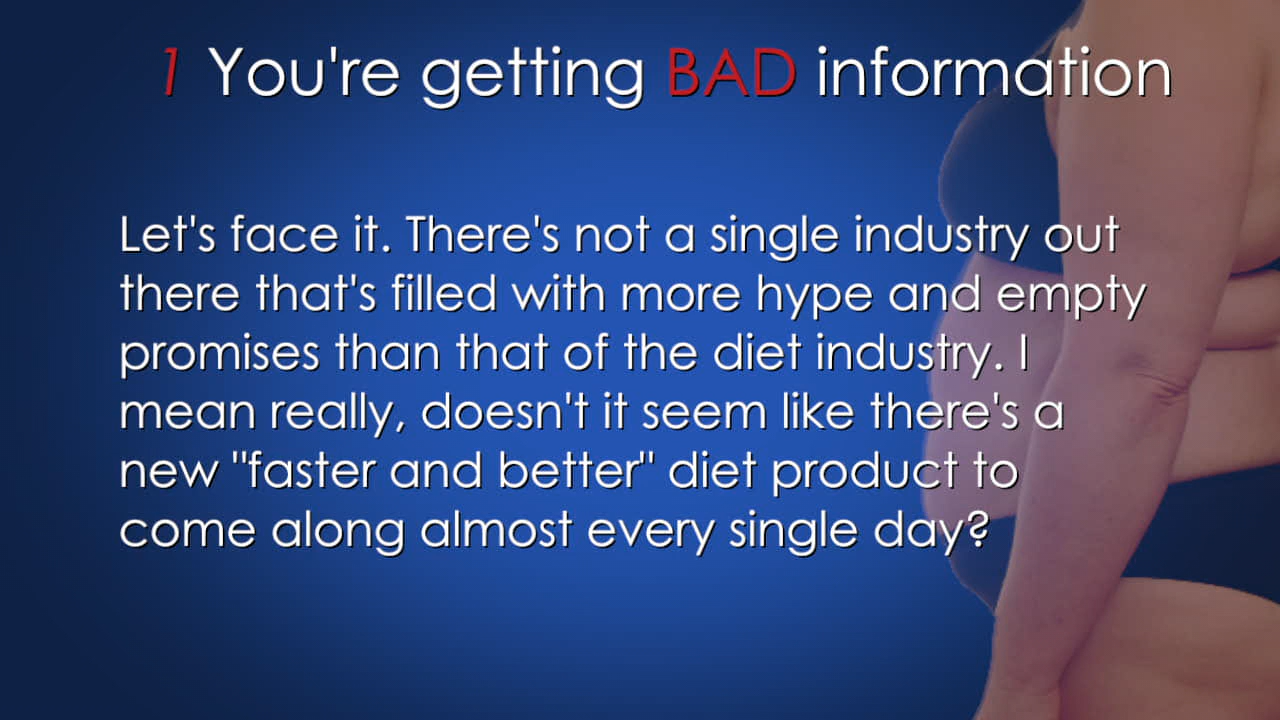 1 You're getting BAD information
Let's face it. There's not a single industry out
there that's filled with more hype and empty
promises than that of the diet industry. I
mean really, doesn't it seem like there's a
new "faster and better" diet product to
come along almost every single day?